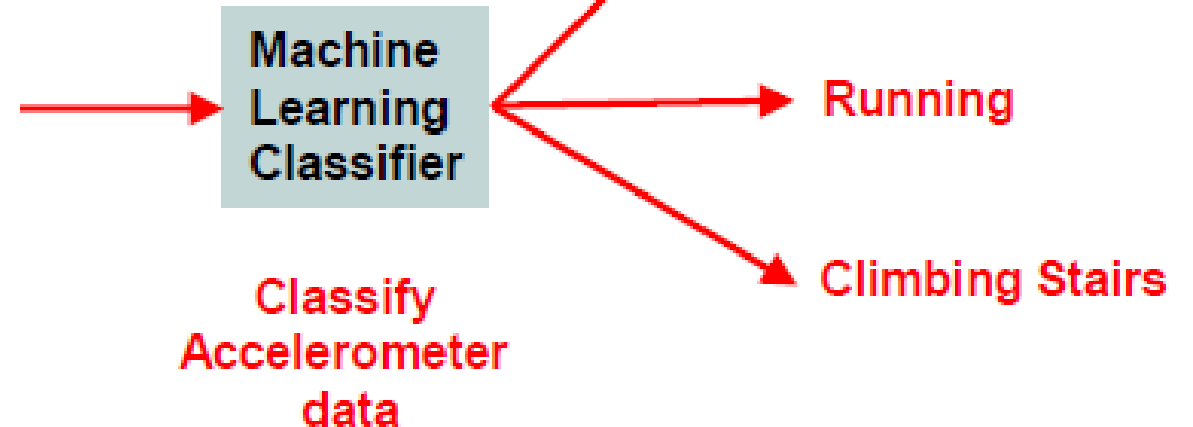 Machine
Learning
Classifier
Running
Climbing Stairs
Classify
Accelerometer
data